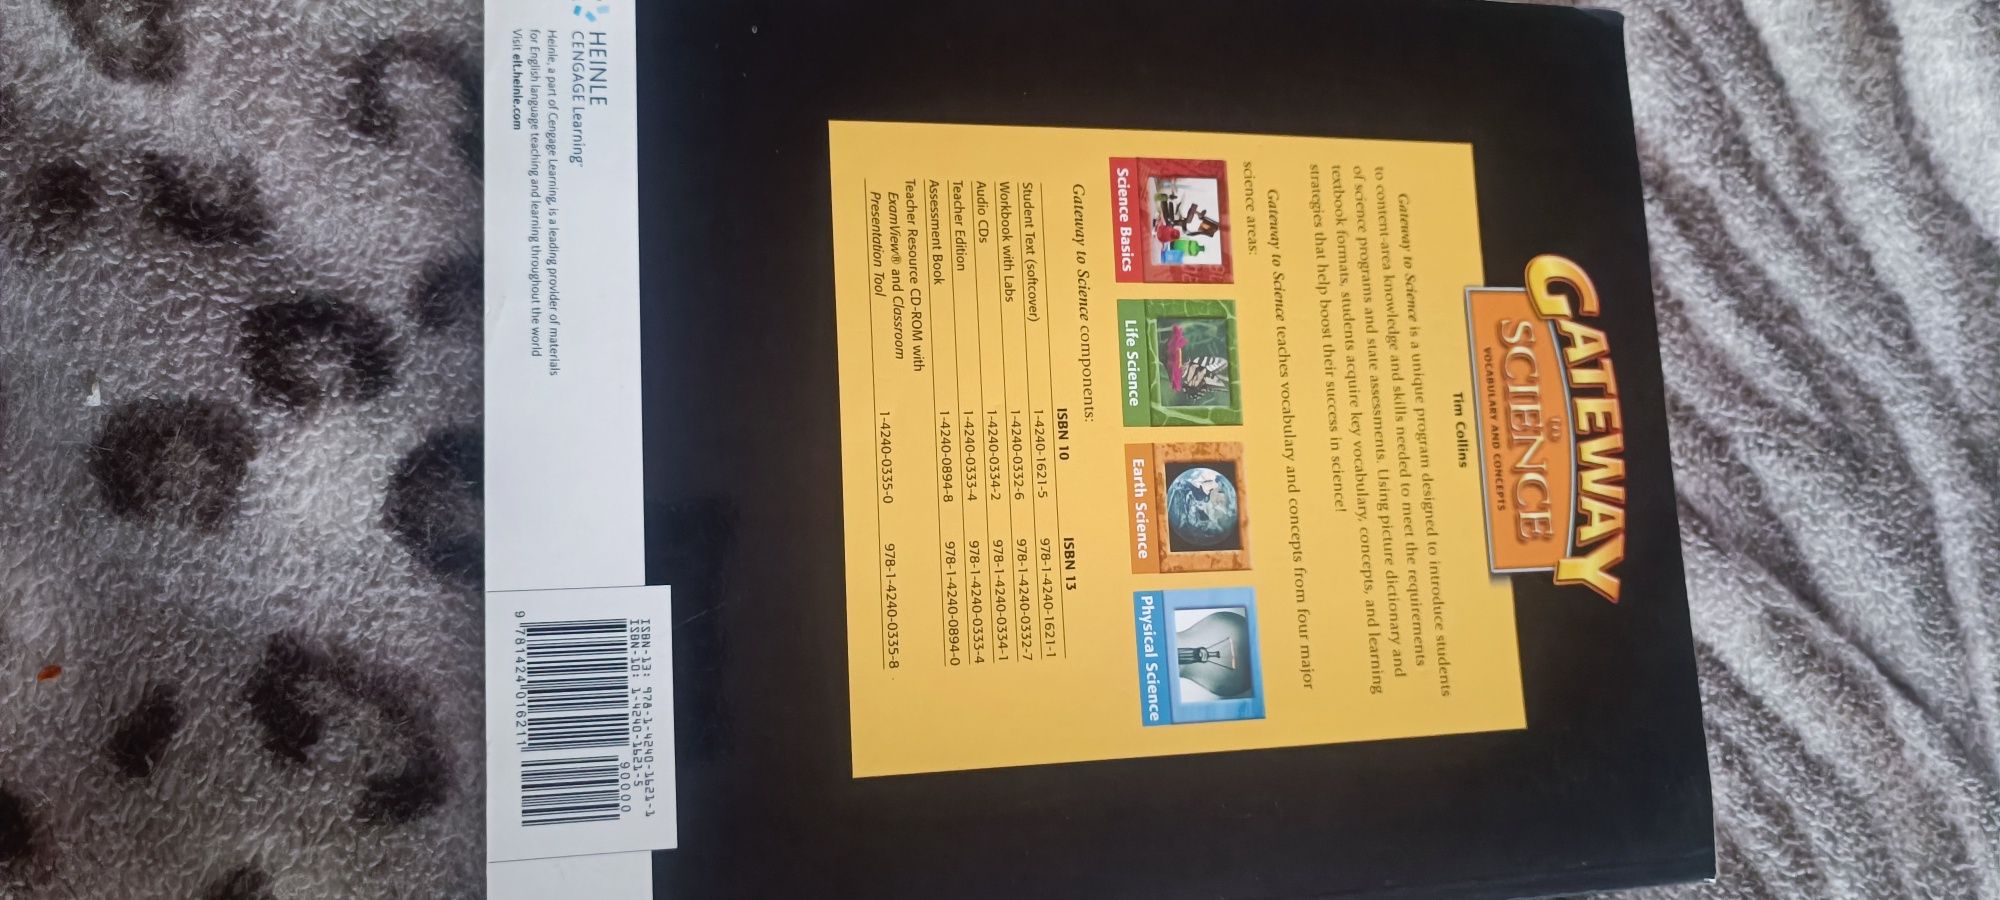 GATEWAY
to
SCIENCE
VOCABULARY AND CONCEPTS
Tim Collins
Gateway to Science is a unique program designed to introduce students
to content-area knowledge and skills needed to meet the requirements
of science programs and state assessments. Using picture dictionary and
textbook formats, students acquire key vocabulary, concepts, and learning
strategies that help boost their success in science!
Gateway to Science teaches vocabulary and concepts from four major
science areas:
Science Basics
Life Science
Earth Science
Physical Science
Gateway to Science components:
ISBN 10 ISBN 13
Student Text (softcover) 1-4240-1621-5 978-1-4240-1621-1
Workbook with Labs 1-4240-0332-6 978-1-4240-0332-7
Audio CDs 1-4240-0334-2 978-1-4240-0334-1
Teacher Edition 1-4240-0333-4 978-1-4240-0333-4
Assessment Book 1-4240-0894-8 978-1-4240-0894-0
Teacher Resource CD-ROM with
ExamView® and Classroom
Presentation Tool 1-4240-0335-0 978-1-4240-0335-8
HEINLE
CENGAGE Learning™
Heinle, a part of Cengage Learning, is a leading provider of materials
for English language teaching and learning throughout the world
Visit elt.heinle.com
ISBN-13: 978-1-4240-1621-1
ISBN-10: 1-4240-1621-5
90000
9 781424 016211